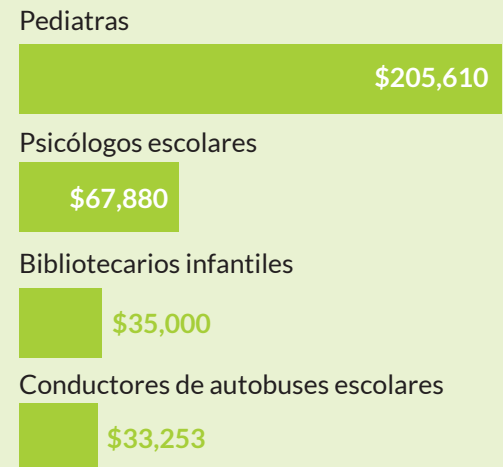 Pediatras
$205,610
Psicólogos escolares
$67,880
Bibliotecarios infantiles
$35,000
Conductores de autobuses escolares
$33,253